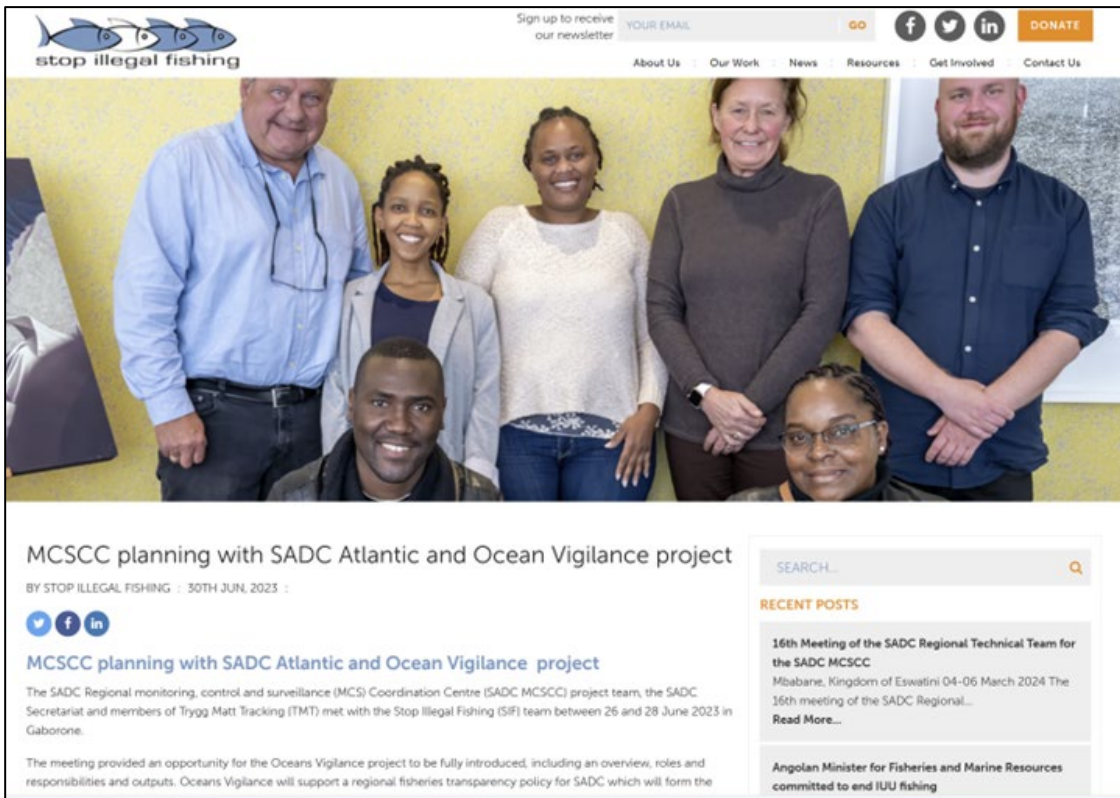 Sign up to receive
our newsletter
YOUR EMAIL
GO
DONATE
stop illegal fishing
About Us : Our Work : News : Resources : Get Involved : Contact Us
MCSCC planning with SADC Atlantic and Ocean Vigilance project
BY STOP ILLEGAL FISHING : 30TH JUN, 2023 :
MCSCC planning with SADC Atlantic and Ocean Vigilance project
The SADC Regional monitoring, control and surveillance (MCS) Coordination Centre (SADC MCSCC) project team, the SADC
Secretariat and members of Trygg Matt Tracking (TMT) met with the Stop Illegal Fishing (SIF) team between 26 and 28 June 2023 in
Gaborone.
The meeting provided an opportunity for the Oceans Vigilance project to be fully introduced, including an overview, roles and
responsibilities and outputs. Oceans Vigilance will support a regional fisheries transparency policy for SADC which will form the
SEARCH...
RECENT POSTS
16th Meeting of the SADC Regional Technical Team for
the SADC MCSCC
Mbabane, Kingdom of Eswatini 04-06 March 2024 The
16th meeting of the SADC Regional...
Read More...
Angolan Minister for Fisheries and Marine Resources
committed to end IUU fishing